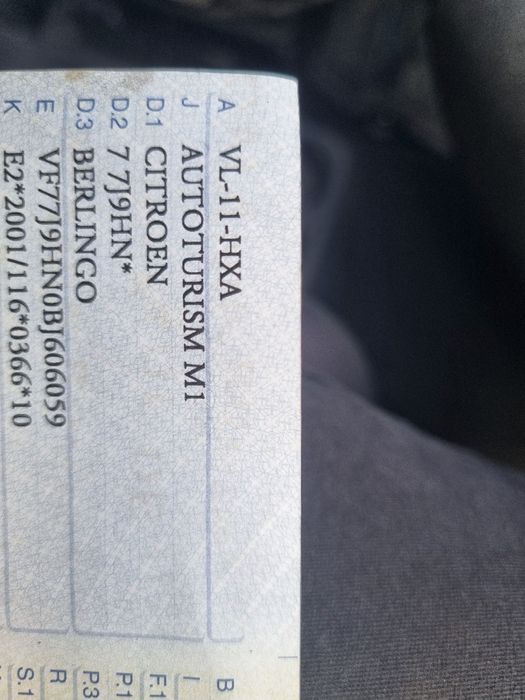 A VL-11-HXA B
J AUTOTURISM M1 I
D.1 CITROEN F.1
D.2 7 7J9HN* P.1
D.3 BERLINGO P.3
E VF77J9HN0BJ606059 R
K E2*2001/116*0366*10 S.1